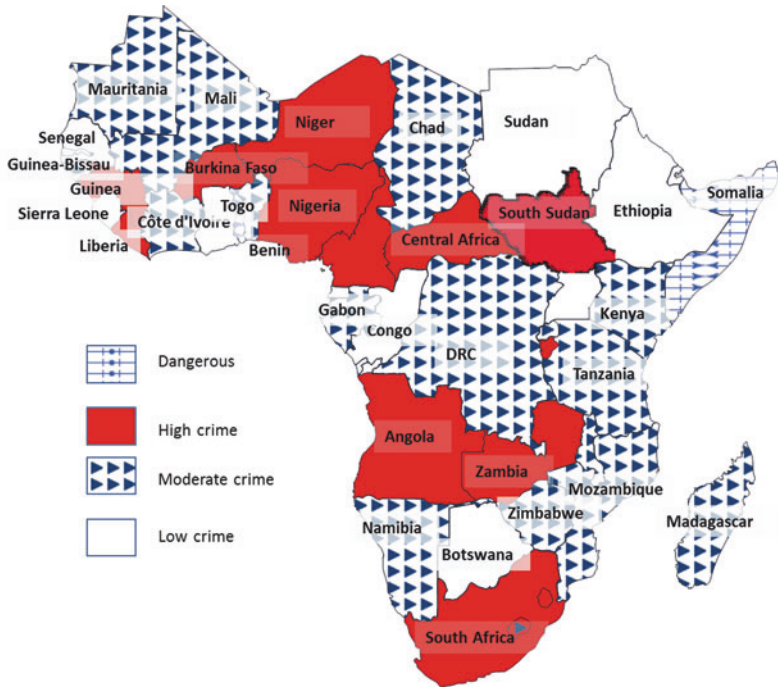 Mauritania
Mali
Niger
Chad
Sudan
Senegal
Guinea-Bissau
Burkina Faso
Guinea
Somalia
Sierra Leone
Côte d'Ivoire
Togo
Nigeria
South Sudan
Ethiopia
Liberia
Benin
Central Africa
Gabon
Congo
Kenya
DRC
Tanzania
Dangerous
High crime
Angola
Moderate crime
Zambia
Mozambique
Low crime
Namibia
Zimbabwe
Madagascar
Botswana
South Africa